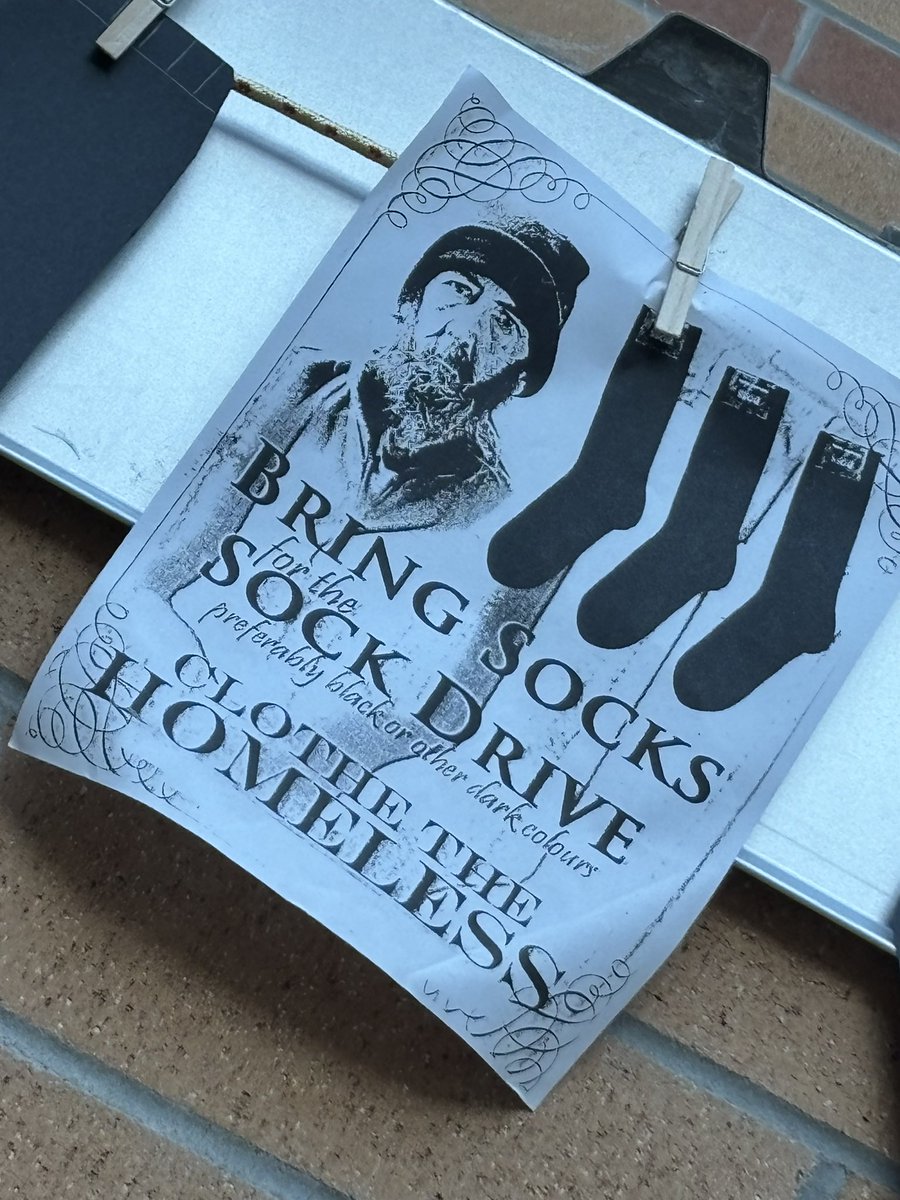 BRING SOCKS
for the
SOCK DRIVE
preferably black or other dark colours
CLOTHE THE
HOMELESS